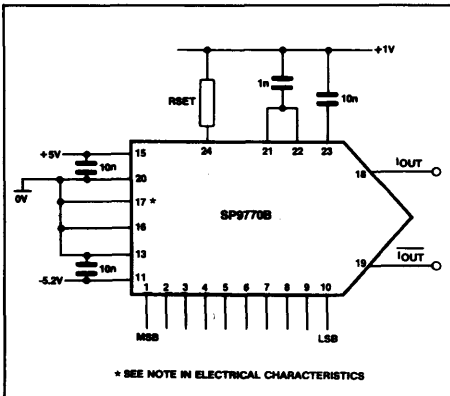 +1V
1n
10n
RSET
24
21
22
23
+5V
15
10n
20
0V
17 *
16
13
10n
-5.2V
11
SP9770B
18
IOUT
19
IOUT
1
2
3
4
5
6
7
8
9
10
MSB
LSB
* SEE NOTE IN ELECTRICAL CHARACTERISTICS